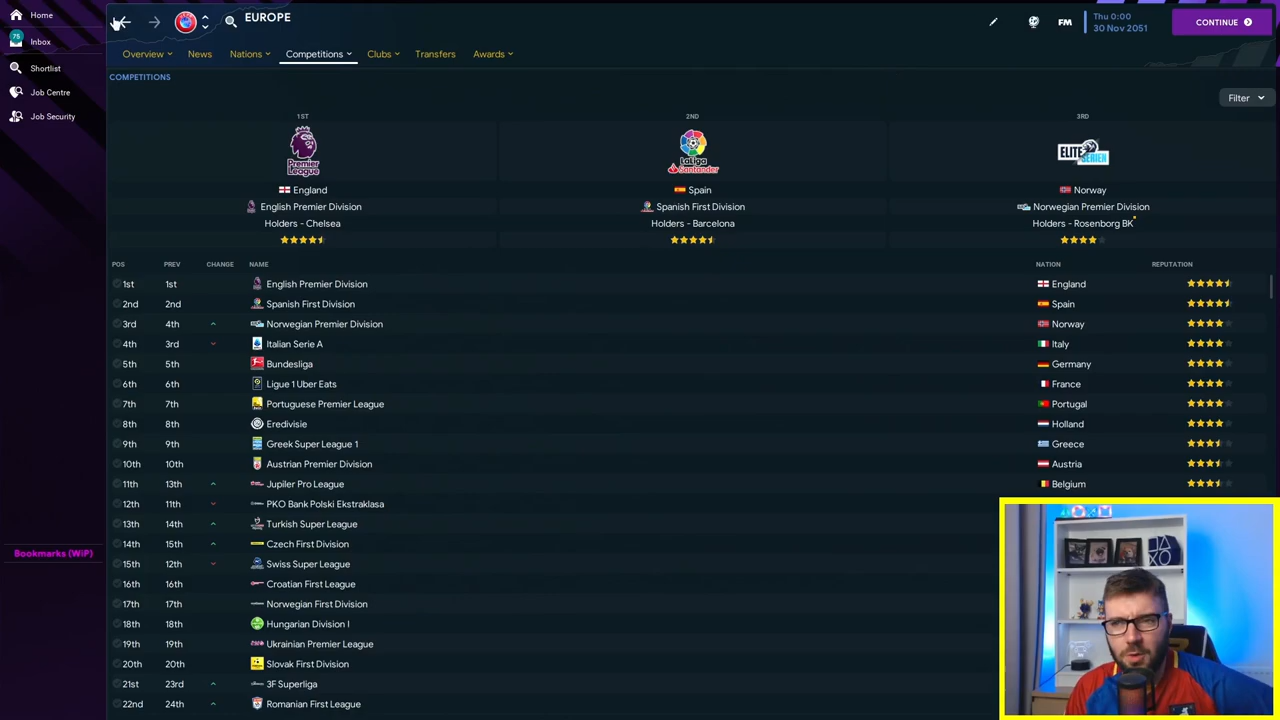 Home
EUROPE
FM
Thu 0:00
30 Nov 2051
CONTINUE
75
Inbox
Shortlist
Job Centre
Job Security
Bookmarks (WiP)
Overview
News
Nations
Competitions
Clubs
Transfers
Awards
COMPETITIONS
Filter
1ST
2ND
3RD
Premier League
LaLiga Santander
ELITE SERIEN
England
Spain
Norway
English Premier Division
Spanish First Division
Norwegian Premier Division
Holders - Chelsea
Holders - Barcelona
Holders - Rosenborg BK
POS PREV CHANGE NAME NATION REPUTATION
1st 1st English Premier Division England
2nd 2nd Spanish First Division Spain
3rd 4th Norwegian Premier Division Norway
4th 3rd Italian Serie A Italy
5th 5th Bundesliga Germany
6th 6th Ligue 1 Uber Eats France
7th 7th Portuguese Premier League Portugal
8th 8th Eredivisie Holland
9th 9th Greek Super League 1 Greece
10th 10th Austrian Premier Division Austria
11th 13th Jupiler Pro League Belgium
12th 11th PKO Bank Polski Ekstraklasa
13th 14th Turkish Super League
14th 15th Czech First Division
15th 12th Swiss Super League
16th 16th Croatian First League
17th 17th Norwegian First Division
18th 18th Hungarian Division I
19th 19th Ukrainian Premier League
20th 20th Slovak First Division
21st 23rd 3F Superliga
22nd 24th Romanian First League